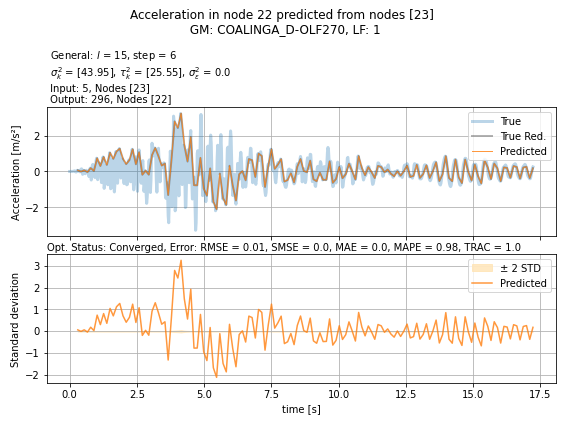 Acceleration in node 22 predicted from nodes [23]
GM: COALINGA_D-OLF270, LF: 1
General: l = 15, step = 6
σ²ₖ = [43.95], τ²ₖ = [25.55], σ²_ε = 0.0
Input: 5, Nodes [23]
Output: 296, Nodes [22]
Acceleration [m/s²]
2
0
−2
True
True Red.
Predicted
Opt. Status: Converged, Error: RMSE = 0.01, SMSE = 0.0, MAE = 0.0, MAPE = 0.98, TRAC = 1.0
Standard deviation
3
2
1
0
−1
−2
± 2 STD
Predicted
0.0 2.5 5.0 7.5 10.0 12.5 15.0 17.5
time [s]